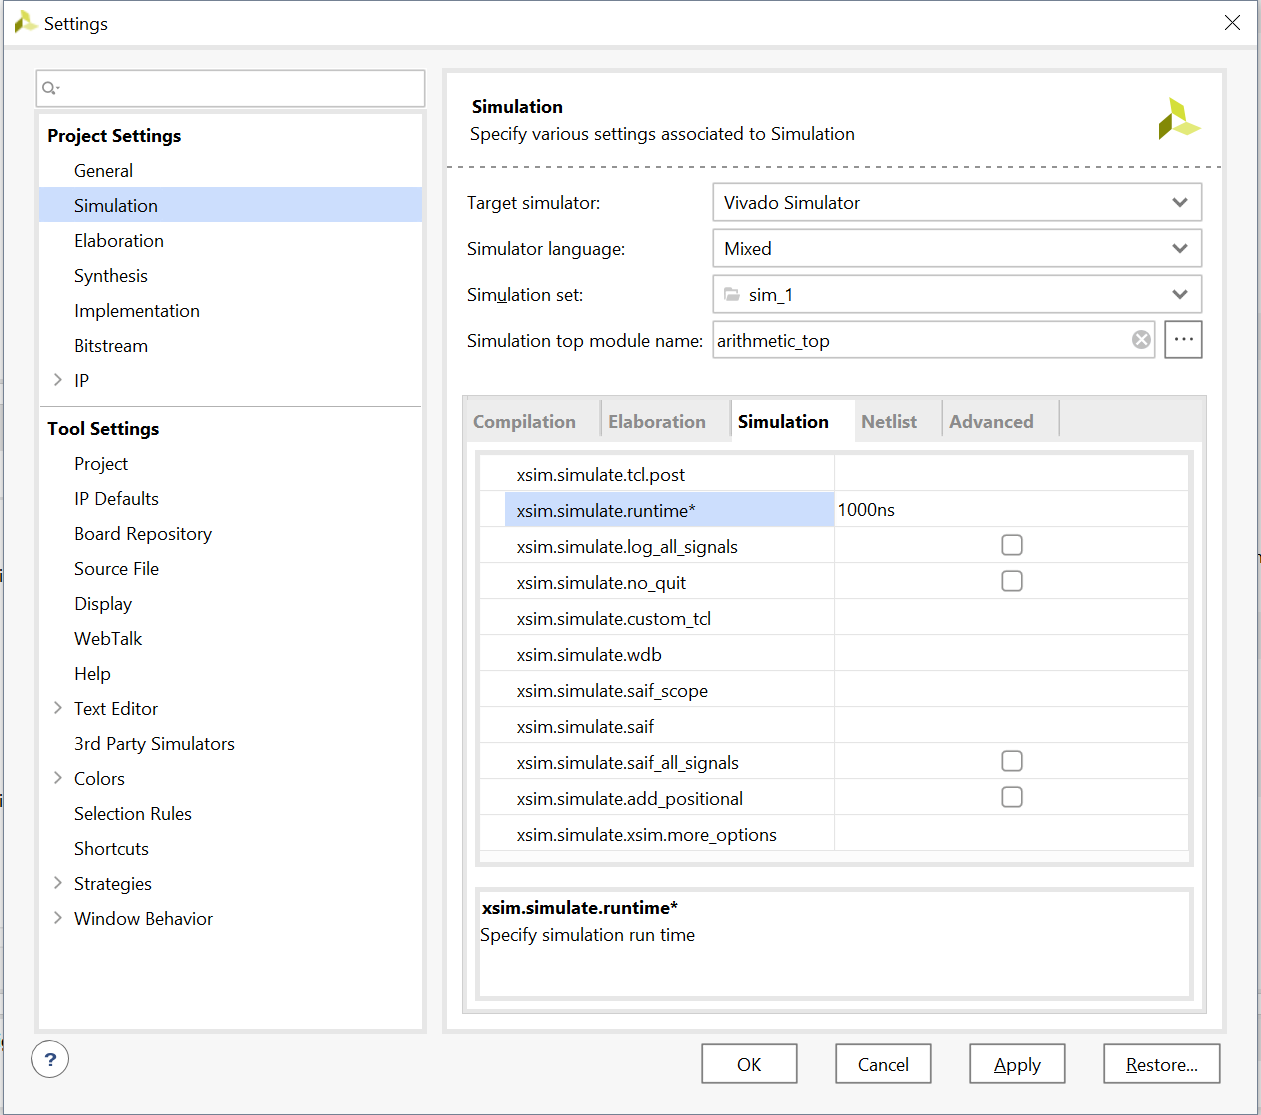 Settings
Project Settings
General
Simulation
Elaboration
Synthesis
Implementation
Bitstream
IP
Tool Settings
Project
IP Defaults
Board Repository
Source File
Display
WebTalk
Help
Text Editor
3rd Party Simulators
Colors
Selection Rules
Shortcuts
Strategies
Window Behavior
Simulation
Specify various settings associated to Simulation
Target simulator: Vivado Simulator
Simulator language: Mixed
Simulation set: sim_1
Simulation top module name: arithmetic_top ...
Compilation Elaboration Simulation Netlist Advanced
xsim.simulate.tcl.post
xsim.simulate.runtime* 1000ns
xsim.simulate.log_all_signals
xsim.simulate.no_quit
xsim.simulate.custom_tcl
xsim.simulate.wdb
xsim.simulate.saif_scope
xsim.simulate.saif
xsim.simulate.saif_all_signals
xsim.simulate.add_positional
xsim.simulate.xsim.more_options
xsim.simulate.runtime*
Specify simulation run time
? OK Cancel Apply Restore...